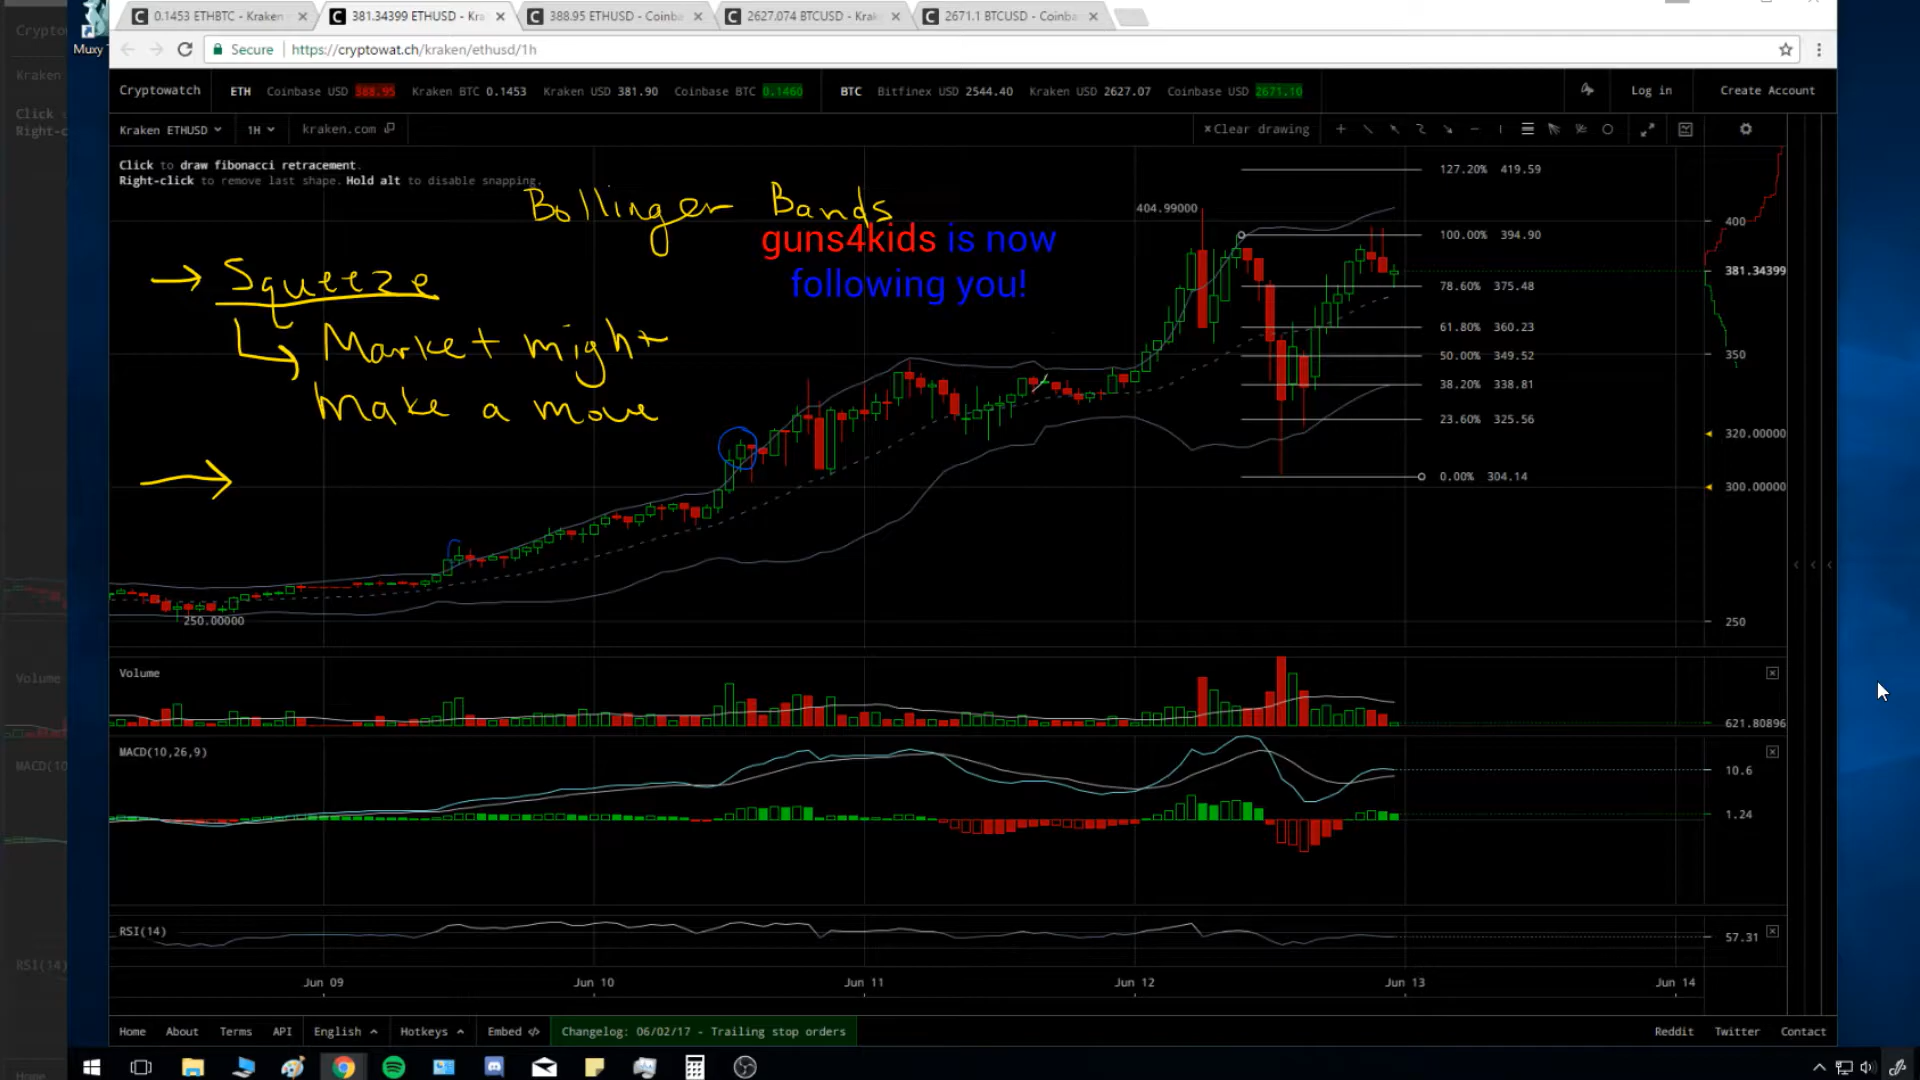 0.1453 ETHBTC - Kraken
381.34399 ETHUSD - Kra
388.95 ETHUSD - Coinba
2627.074 BTCUSD - Krak
2671.1 BTCUSD - Coinba
Muxy
Secure https://cryptowat.ch/kraken/ethusd/1h
Cryptowatch ETH Coinbase USD 388.95 Kraken BTC 0.1453 Kraken USD 381.90 Coinbase BTC 0.1460 BTC Bitfinex USD 2544.40 Kraken USD 2627.07 Coinbase USD 2671.10 Log in Create Account
Kraken ETHUSD 1H kraken.com Clear drawing
Click to draw fibonacci retracement.
Right-click to remove last shape. Hold alt to disable snapping.
Bollinger Bands
guns4kids is now
following you!
Squeeze
Market might
make a move
404.99000
250.00000
127.20% 419.59
100.00% 394.90
78.60% 375.48
61.80% 360.23
50.00% 349.52
38.20% 338.81
23.60% 325.56
0.00% 304.14
400
381.34399
350
320.00000
300.00000
250
Volume
621.80896
MACD(10,26,9)
10.6
1.24
RSI(14)
57.31
Jun 09 Jun 10 Jun 11 Jun 12 Jun 13 Jun 14
Home About Terms API English Hotkeys Embed </> Changelog: 06/02/17 - Trailing stop orders Reddit Twitter Contact
Kraken
Click
Right-c
Volume
MACD(10
RSI(14)